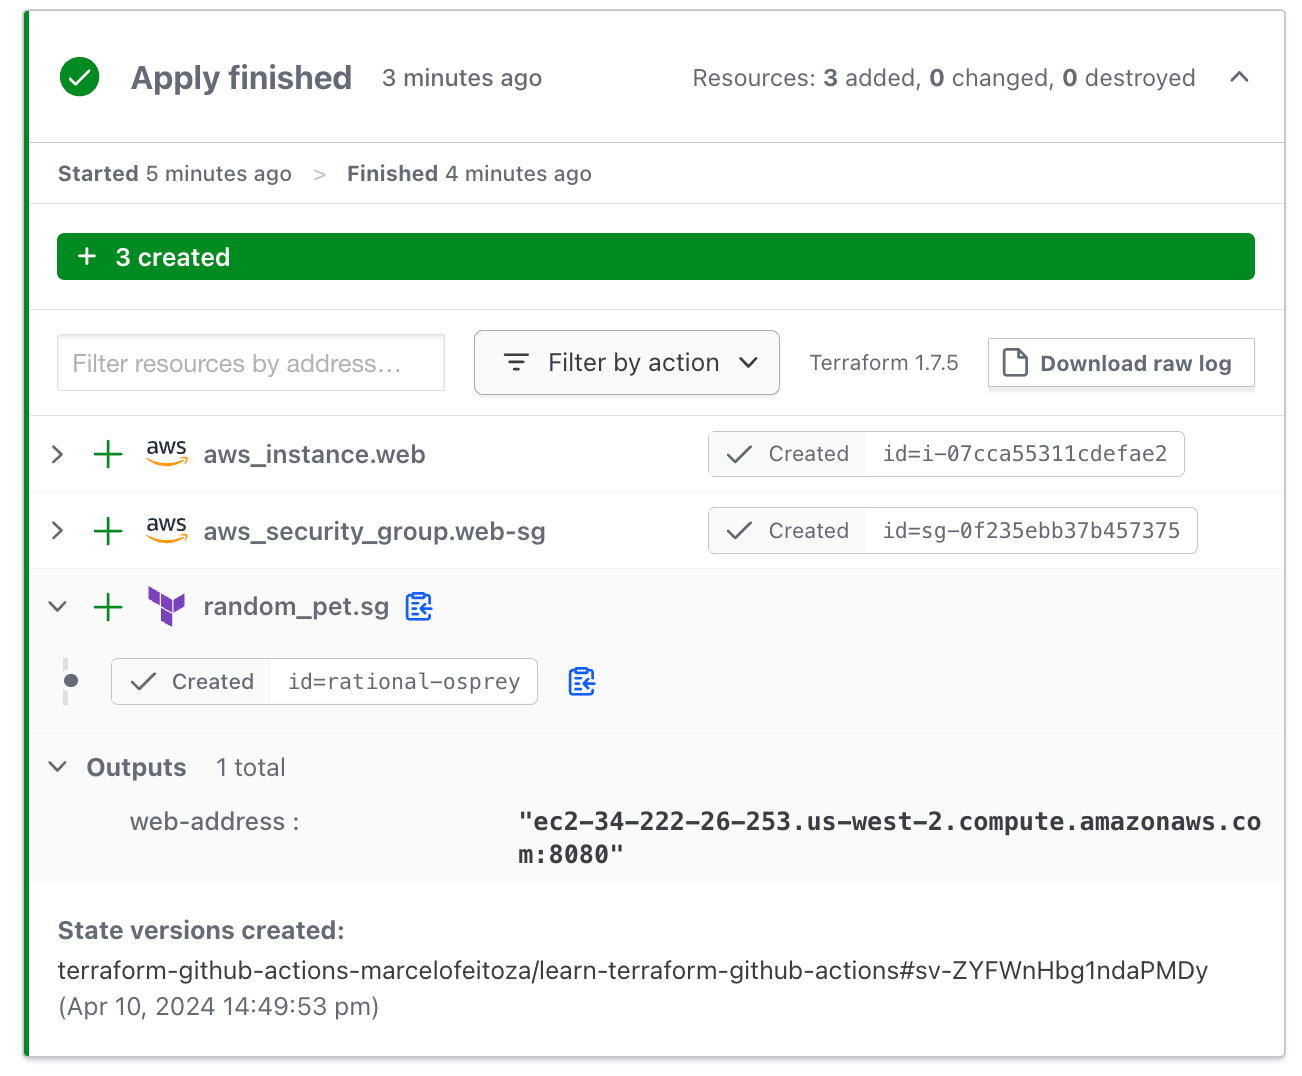 Apply finished 3 minutes ago Resources: 3 added, 0 changed, 0 destroyed
Started 5 minutes ago > Finished 4 minutes ago
+ 3 created
Filter resources by address… Filter by action Terraform 1.7.5 Download raw log
aws aws_instance.web Created id=i-07cca55311cdefae2
aws aws_security_group.web-sg Created id=sg-0f235ebb37b457375
random_pet.sg
Created id=rational-osprey
Outputs 1 total
web-address : "ec2-34-222-26-253.us-west-2.compute.amazonaws.co
m:8080"
State versions created:
terraform-github-actions-marcelofeitoza/learn-terraform-github-actions#sv-ZYFWnHbg1ndaPMDy
(Apr 10, 2024 14:49:53 pm)